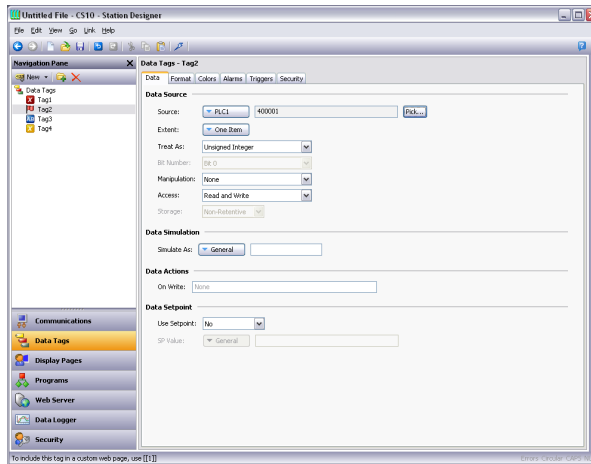 Untitled File - CS10 - Station Designer
File Edit View Go Link Help
Navigation Pane
New
Data Tags
Tag1
Tag2
Tag3
Tag4
Communications
Data Tags
Display Pages
Programs
Web Server
Data Logger
Security
Data Tags - Tag2
Data Format Colors Alarms Triggers Security
Data Source
Source: PLC1 400001 Pick...
Extent: One Item
Treat As: Unsigned Integer
Bit Number: Bit 0
Manipulation: None
Access: Read and Write
Storage: Non-Retentive
Data Simulation
Simulate As: General
Data Actions
On Write: None
Data Setpoint
Use Setpoint: No
SP Value: General
To include this tag in a custom web page, use [[1]]
Errors Circular CAPS